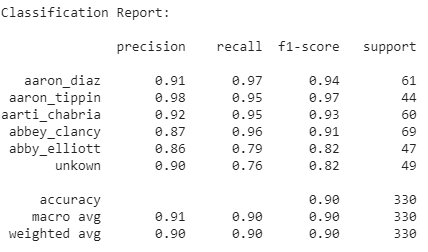 Classification Report:
precision recall f1-score support
aaron_diaz 0.91 0.97 0.94 61
aaron_tippin 0.98 0.95 0.97 44
aarti_chabria 0.92 0.95 0.93 60
abbey_clancy 0.87 0.96 0.91 69
abby_elliott 0.86 0.79 0.82 47
unkown 0.90 0.76 0.82 49
accuracy 0.90 330
macro avg 0.91 0.90 0.90 330
weighted avg 0.90 0.90 0.90 330